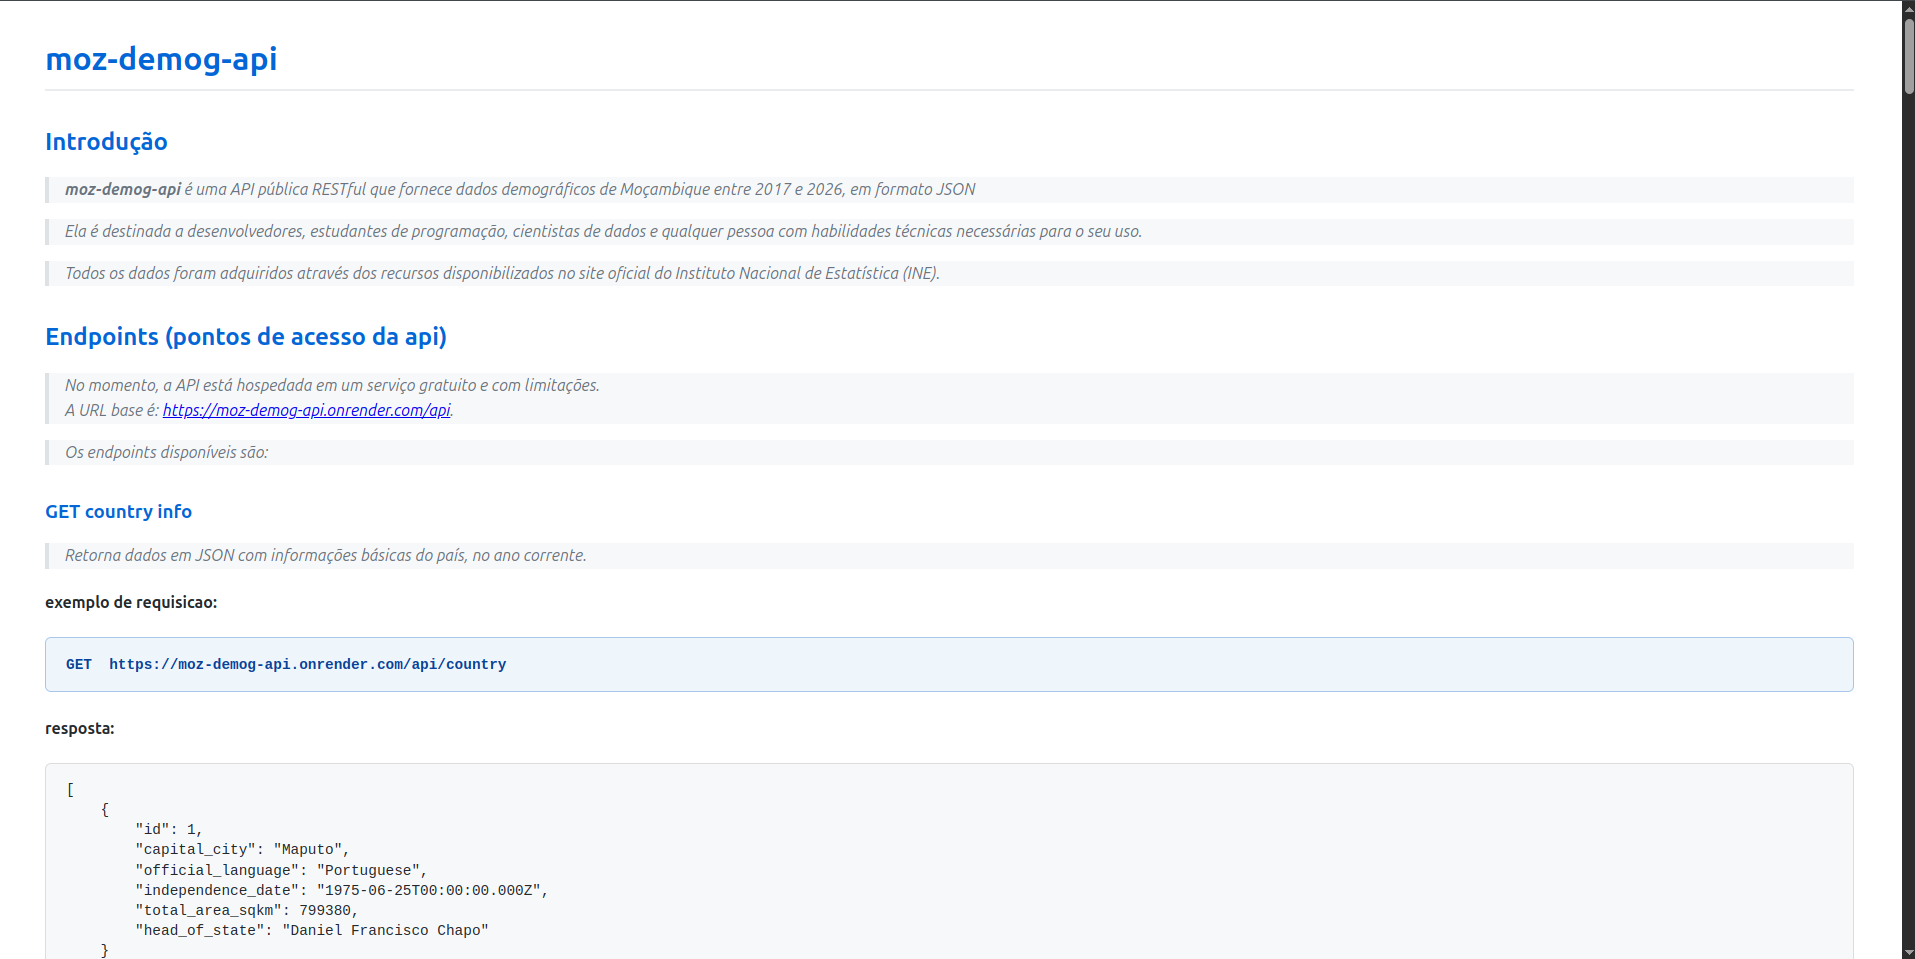 moz-demog-api
Introdução
moz-demog-api é uma API pública RESTful que fornece dados demográficos de Moçambique entre 2017 e 2026, em formato JSON
Ela é destinada a desenvolvedores, estudantes de programação, cientistas de dados e qualquer pessoa com habilidades técnicas necessárias para o seu uso.
Todos os dados foram adquiridos através dos recursos disponibilizados no site oficial do Instituto Nacional de Estatística (INE).
Endpoints (pontos de acesso da api)
No momento, a API está hospedada em um serviço gratuito e com limitações.
A URL base é: https://moz-demog-api.onrender.com/api.
Os endpoints disponíveis são:
GET country info
Retorna dados em JSON com informações básicas do país, no ano corrente.
exemplo de requisicao:
GET  https://moz-demog-api.onrender.com/api/country
resposta:
[
    {
        "id": 1,
        "capital_city": "Maputo",
        "official_language": "Portuguese",
        "independence_date": "1975-06-25T00:00:00.000Z",
        "total_area_sqkm": 799380,
        "head_of_state": "Daniel Francisco Chapo"
    }